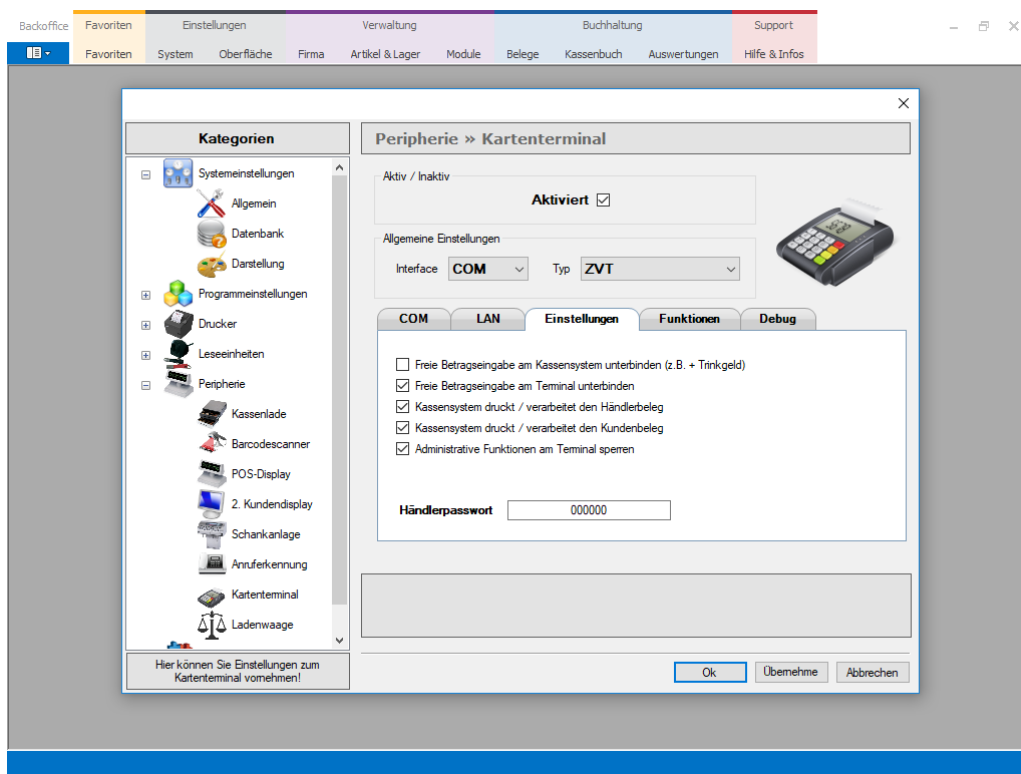 Backoffice Favoriten Einstellungen Verwaltung Buchhaltung Support
Favoriten System Oberfläche Firma Artikel & Lager Module Belege Kassenbuch Auswertungen Hilfe & Infos
Kategorien
Systemeinstellungen
Allgemein
Datenbank
Darstellung
Programmeinstellungen
Drucker
Leseeinheiten
Peripherie
Kassenlade
Barcodescanner
POS-Display
2. Kundendisplay
Schankanlage
Anruferkennung
Kartenterminal
Ladenwaage
Hier können Sie Einstellungen zum
Kartenterminal vornehmen!
Peripherie » Kartenterminal
Aktiv / Inaktiv
Aktiviert
Allgemeine Einstellungen
Interface COM Typ ZVT
COM LAN Einstellungen Funktionen Debug
Freie Betragseingabe am Kassensystem unterbinden (z.B. + Trinkgeld)
Freie Betragseingabe am Terminal unterbinden
Kassensystem druckt / verarbeitet den Händlerbeleg
Kassensystem druckt / verarbeitet den Kundenbeleg
Administrative Funktionen am Terminal sperren
Händlerpasswort 000000
Ok Übernehme Abbrechen